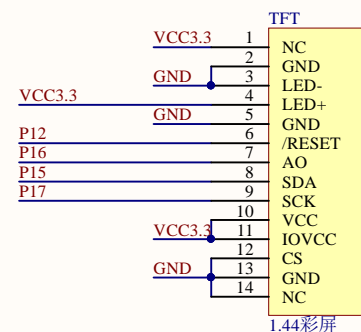 TFT
VCC3.3 1 NC
2 GND
GND 3 LED-
VCC3.3 4 LED+
GND 5 GND
P12 6 /RESET
P16 7 AO
P15 8 SDA
P17 9 SCK
10 VCC
VCC3.3 11 IOVCC
12 CS
GND 13 GND
14 NC
1.44彩屏